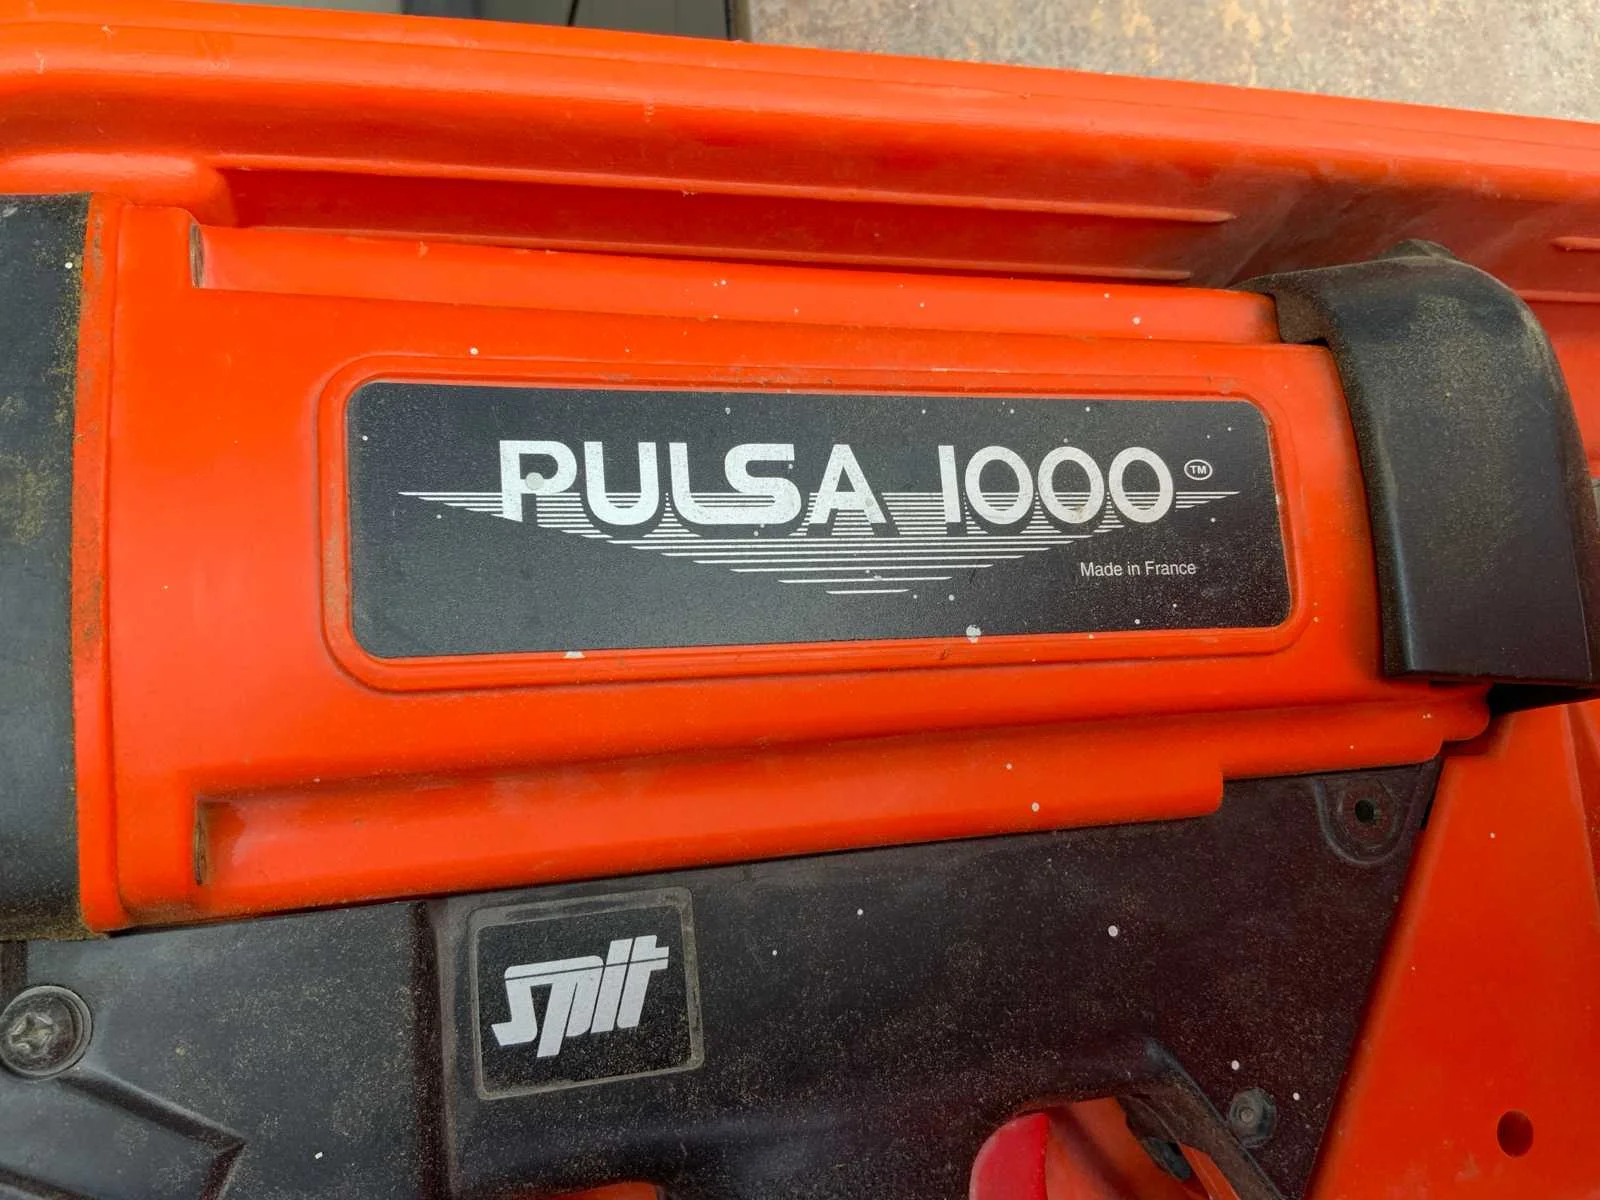 PULSA 1000 TM
Made in France
spit